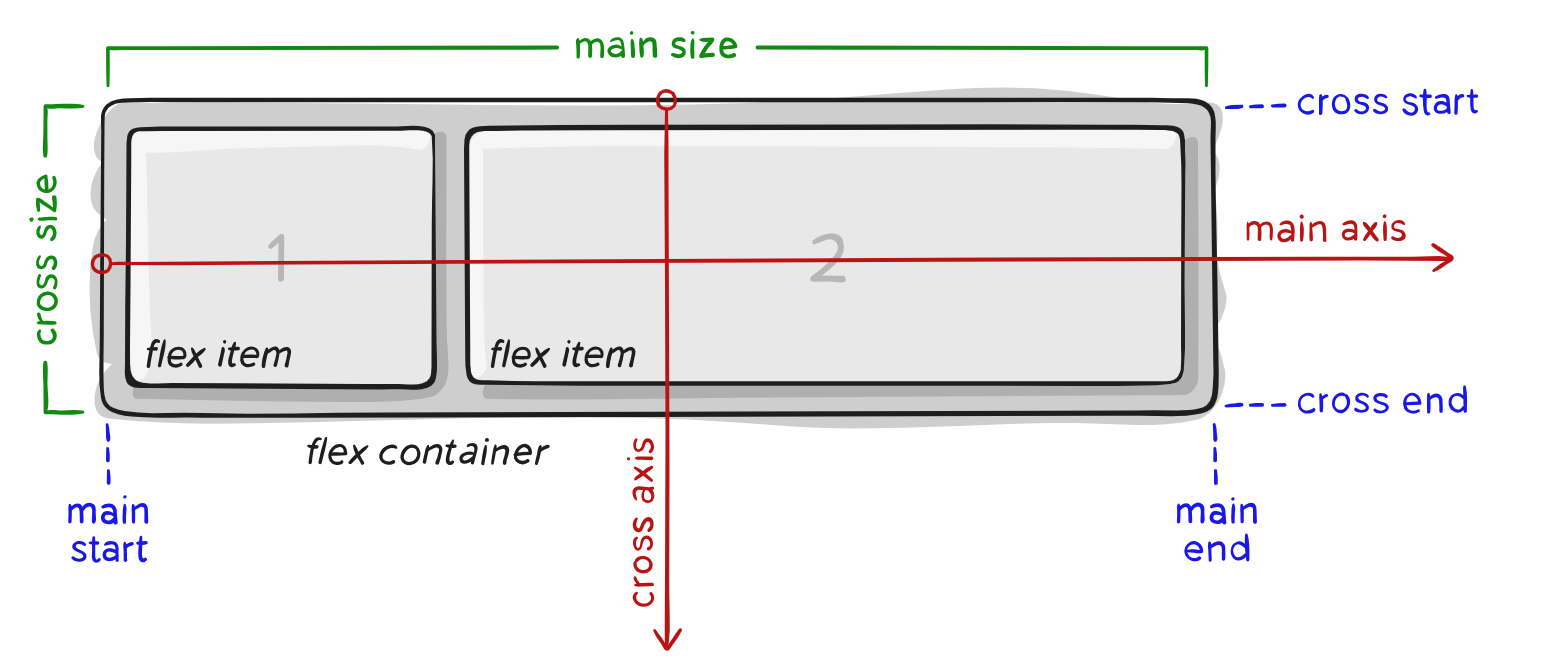 main size
cross start
cross size
1
2
main axis
flex item
flex item
cross end
flex container
cross axis
main
start
main
end